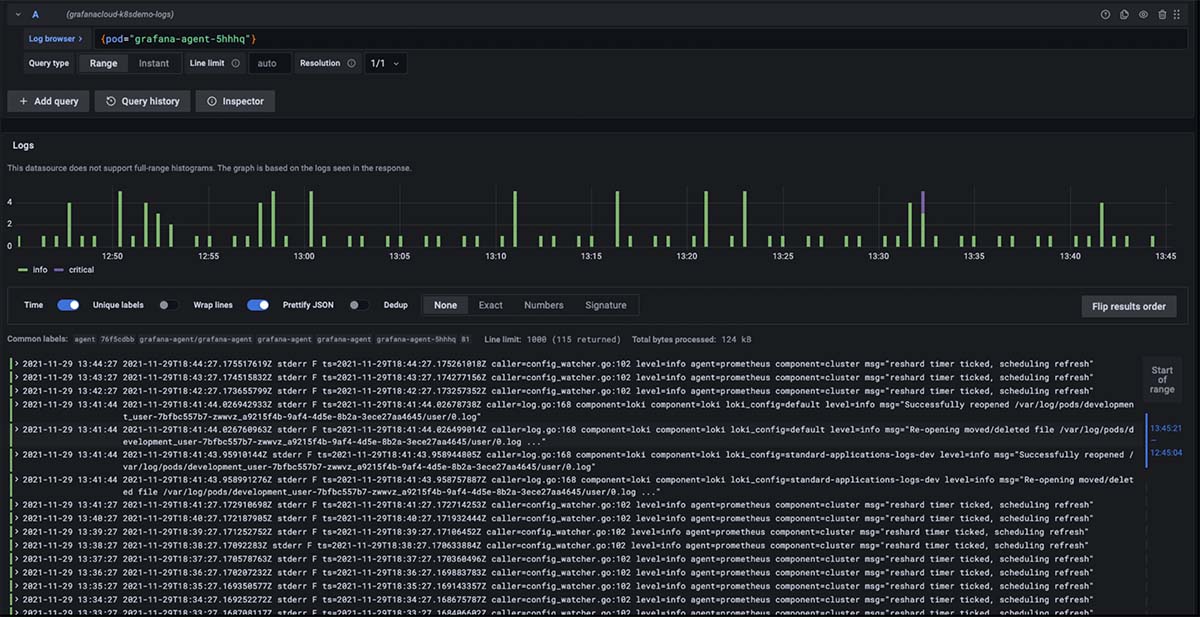 A (grafanacloud-k8sdemo-logs)
Log browser > {pod="grafana-agent-5hhhq"}
Query type Range Instant Line limit auto Resolution 1/1
+ Add query Query history Inspector
Logs
This datasource does not support full-range histograms. The graph is based on the logs seen in the response.
4
2
0
12:50 12:55 13:00 13:05 13:10 13:15 13:20 13:25 13:30 13:35 13:40 13:45
info critical
Time Unique labels Wrap lines Prettify JSON Dedup None Exact Numbers Signature Flip results order
Common labels: agent 76f5cdbb grafana-agent/grafana-agent grafana-agent grafana-agent grafana-agent-5hhhq 81 Line limit: 1000 (115 returned) Total bytes processed: 124 kB
Start
of
range
> 2021-11-29 13:44:27 2021-11-29T18:44:27.175517619Z stderr F ts=2021-11-29T18:44:27.175261018Z caller=config_watcher.go:102 level=info agent=prometheus component=cluster msg="reshard timer ticked, scheduling refresh"
> 2021-11-29 13:43:27 2021-11-29T18:43:27.17451583Z stderr F ts=2021-11-29T18:43:27.174277156Z caller=config_watcher.go:102 level=info agent=prometheus component=cluster msg="reshard timer ticked, scheduling refresh"
> 2021-11-29 13:42:27 2021-11-29T18:42:27.173655799Z stderr F ts=2021-11-29T18:42:27.173257352Z caller=config_watcher.go:102 level=info agent=prometheus component=cluster msg="reshard timer ticked, scheduling refresh"
> 2021-11-29 13:41:44 2021-11-29T18:41:44.026942933Z stderr F ts=2021-11-29T18:41:44.02678738Z caller=log.go:168 component=loki component=loki loki_config=default level=info msg="Successfully reopened /var/log/pods/developmen
t_user-7bfbc557b7-zwwvz_a9215f4b-9af4-4d5e-8b2a-3ece27aa4645/user/0.log"
> 2021-11-29 13:41:44 2021-11-29T18:41:44.026760963Z stderr F ts=2021-11-29T18:41:44.026499014Z caller=log.go:168 component=loki component=loki loki_config=default level=info msg="Re-opening moved/deleted file /var/log/pods/d
evelopment_user-7bfbc557b7-zwwvz_a9215f4b-9af4-4d5e-8b2a-3ece27aa4645/user/0.log ..."
13:45:21
—
12:45:04
> 2021-11-29 13:41:44 2021-11-29T18:41:43.95910144Z stderr F ts=2021-11-29T18:41:43.958944805Z caller=log.go:168 component=loki component=loki loki_config=standard-applications-logs-dev level=info msg="Successfully reopened /
var/log/pods/development_user-7bfbc557b7-zwwvz_a9215f4b-9af4-4d5e-8b2a-3ece27aa4645/user/0.log"
> 2021-11-29 13:41:44 2021-11-29T18:41:43.958991276Z stderr F ts=2021-11-29T18:41:43.958757887Z caller=log.go:168 component=loki component=loki loki_config=standard-applications-logs-dev level=info msg="Re-opening moved/delet
ed file /var/log/pods/development_user-7bfbc557b7-zwwvz_a9215f4b-9af4-4d5e-8b2a-3ece27aa4645/user/0.log ..."
> 2021-11-29 13:41:27 2021-11-29T18:41:27.172910698Z stderr F ts=2021-11-29T18:41:27.172714253Z caller=config_watcher.go:102 level=info agent=prometheus component=cluster msg="reshard timer ticked, scheduling refresh"
> 2021-11-29 13:40:27 2021-11-29T18:40:27.172187905Z stderr F ts=2021-11-29T18:40:27.171932444Z caller=config_watcher.go:102 level=info agent=prometheus component=cluster msg="reshard timer ticked, scheduling refresh"
> 2021-11-29 13:39:27 2021-11-29T18:39:27.171252752Z stderr F ts=2021-11-29T18:39:27.17106452Z caller=config_watcher.go:102 level=info agent=prometheus component=cluster msg="reshard timer ticked, scheduling refresh"
> 2021-11-29 13:38:27 2021-11-29T18:38:27.17092283Z stderr F ts=2021-11-29T18:38:27.170633884Z caller=config_watcher.go:102 level=info agent=prometheus component=cluster msg="reshard timer ticked, scheduling refresh"
> 2021-11-29 13:37:27 2021-11-29T18:37:27.170578763Z stderr F ts=2021-11-29T18:37:27.170360496Z caller=config_watcher.go:102 level=info agent=prometheus component=cluster msg="reshard timer ticked, scheduling refresh"
> 2021-11-29 13:36:27 2021-11-29T18:36:27.170207232Z stderr F ts=2021-11-29T18:36:27.169883783Z caller=config_watcher.go:102 level=info agent=prometheus component=cluster msg="reshard timer ticked, scheduling refresh"
> 2021-11-29 13:35:27 2021-11-29T18:35:27.169350577Z stderr F ts=2021-11-29T18:35:27.169143357Z caller=config_watcher.go:102 level=info agent=prometheus component=cluster msg="reshard timer ticked, scheduling refresh"
> 2021-11-29 13:34:27 2021-11-29T18:34:27.169252272Z stderr F ts=2021-11-29T18:34:27.168675787Z caller=config_watcher.go:102 level=info agent=prometheus component=cluster msg="reshard timer ticked, scheduling refresh"
> 2021-11-29 13:33:27 2021-11-29T18:33:27.168708117Z stderr F ts=2021-11-29T18:33:27.168406602Z caller=config_watcher.go:102 level=info agent=prometheus component=cluster msg="reshard timer ticked, scheduling refresh"